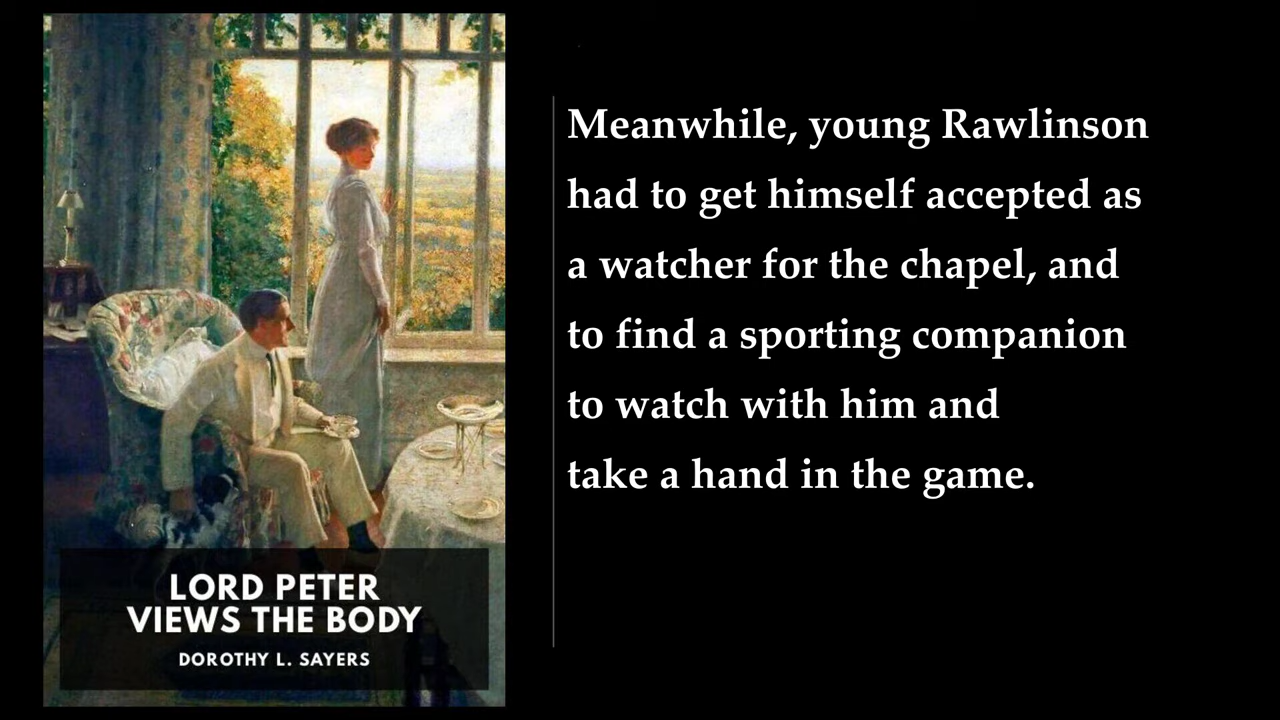 Meanwhile, young Rawlinson
had to get himself accepted as
a watcher for the chapel, and
to find a sporting companion
to watch with him and
take a hand in the game.
LORD PETER
VIEWS THE BODY
DOROTHY L. SAYERS